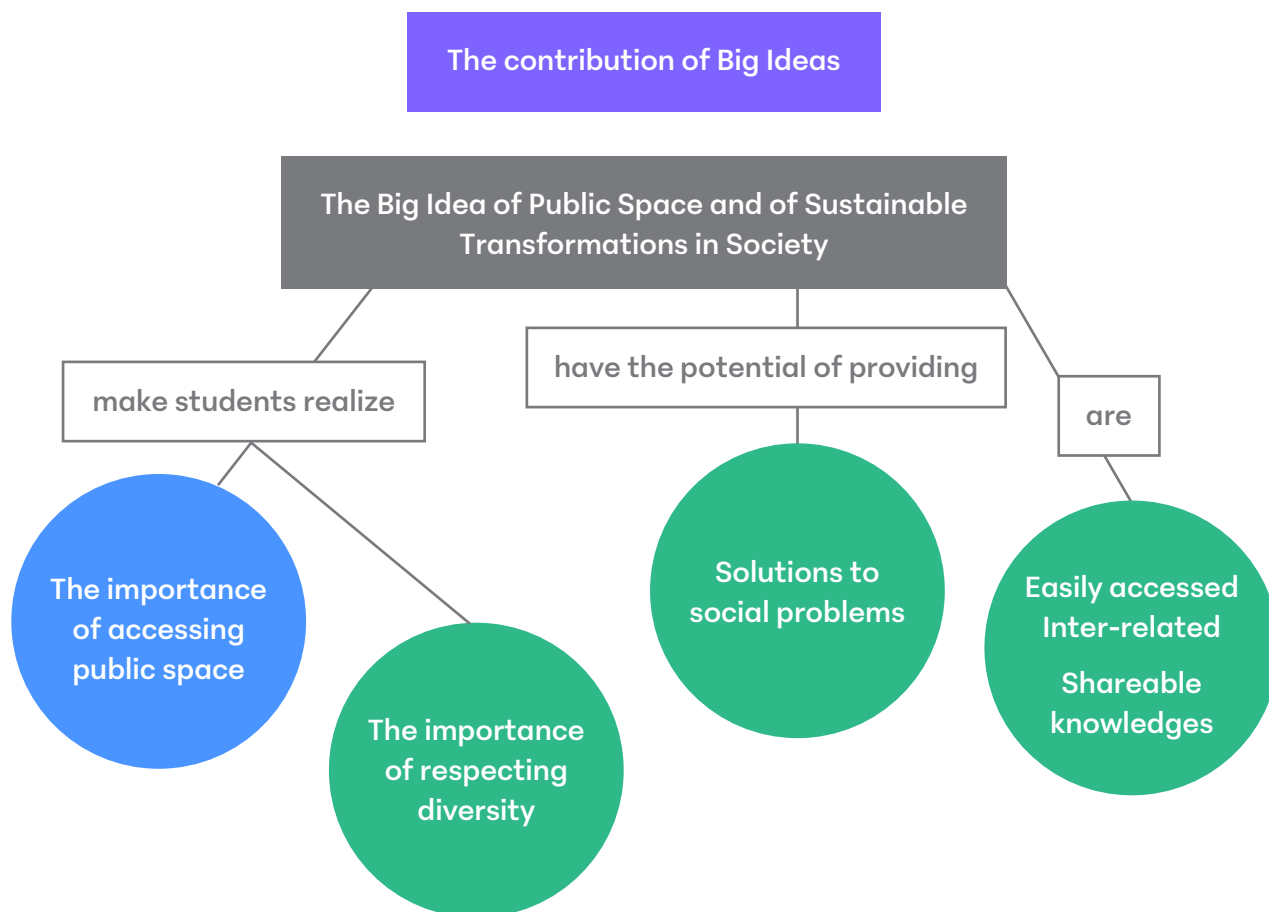 The contribution of Big Ideas
The Big Idea of Public Space and of Sustainable
Transformations in Society
make students realize
have the potential of providing
are
The importance
of accessing
public space
The importance
of respecting
diversity
Solutions to
social problems
Easily accessed
Inter-related
Shareable
knowledges